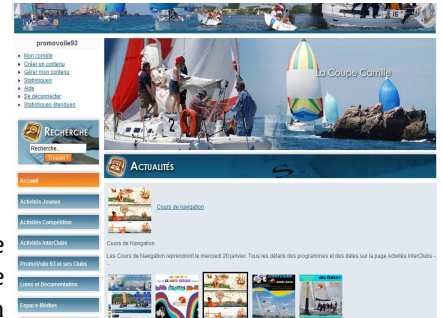 16
promovoile93
Mon compte
Créer un contenu
Gérer mon contenu
Statistiques
Aide
Se déconnecter
Statistiques étendues
2
La Coupe Camille
RECHERCHE
Recherche...
Trouver !
ACTUALITÉS
Accueil
Activités Jeunes
Activités Compétition
Activités InterClubs
PromoVoile 93 et ses Clubs
Liens et Documentation
Espace Médias
Cours de navigation
Cours de Navigation
Les Cours de Navigation reprendront le mercredi 20 janvier. Tous les détails des programmes et des dates sur la page Activités InterClubs -
...
e
e
a